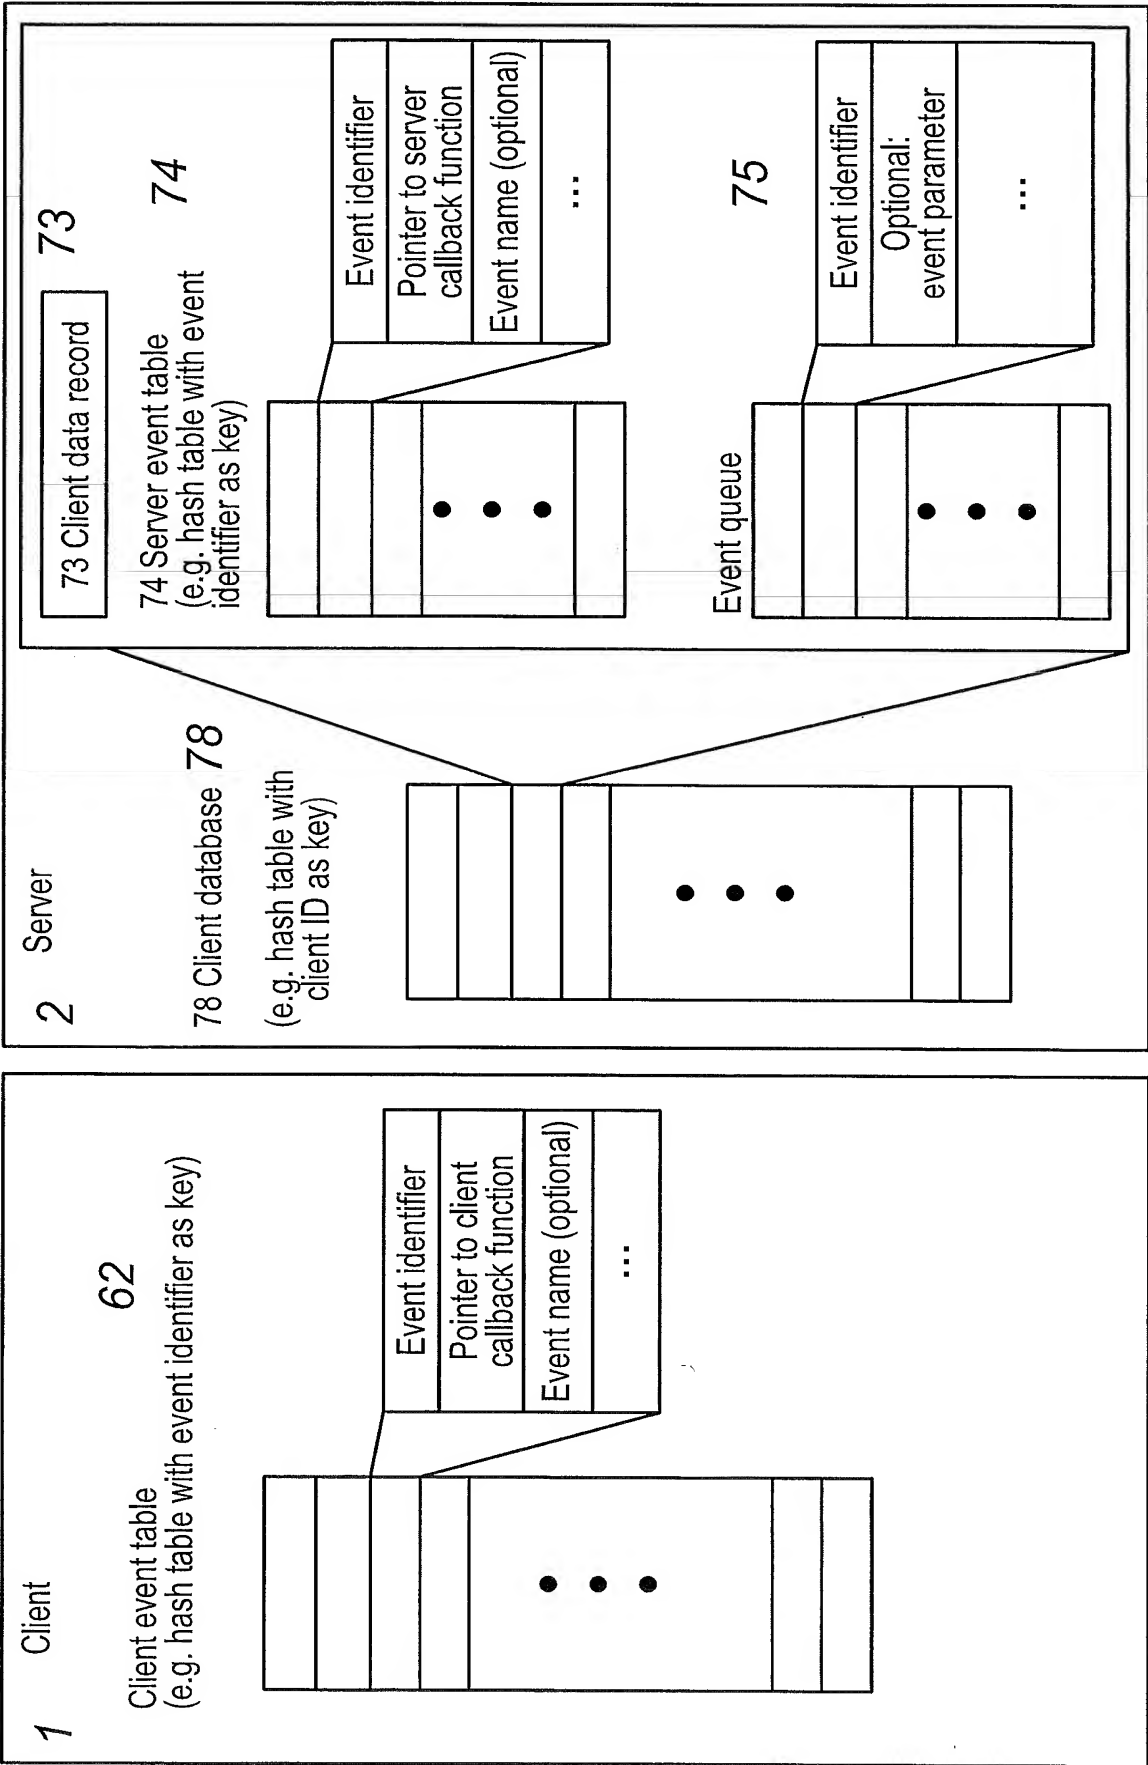 1 Client
Client event table
(e.g. hash table with event identifier as key)
62
Event identifier
Pointer to client
callback function
Event name (optional)
...
2 Server
78 Client database 78
(e.g. hash table with
client ID as key)
73 Client data record
73
74 Server event table
(e.g. hash table with event
identifier as key)
74
Event identifier
Pointer to server
callback function
Event name (optional)
...
Event queue
75
Event identifier
Optional:
event parameter
...